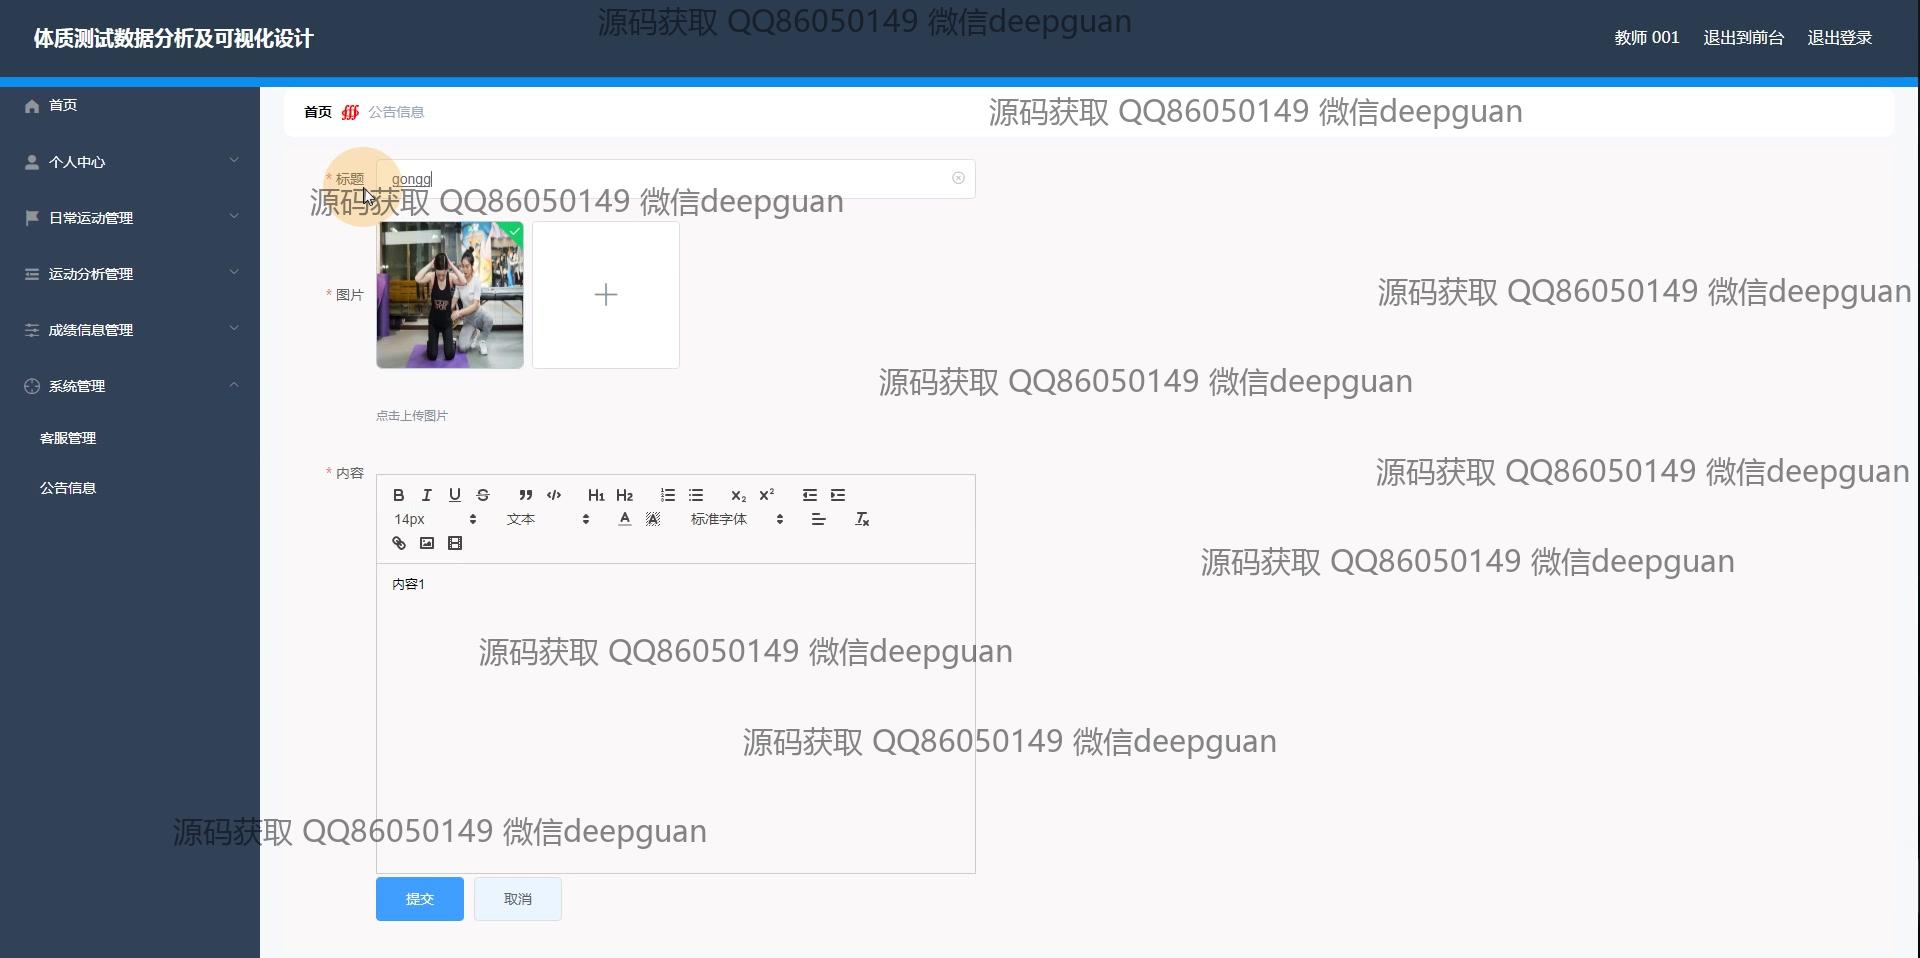 体质测试数据分析及可视化设计
源码获取 QQ86050149 微信deepguan
教师 001 退出到前台 退出登录
首页
个人中心
日常运动管理
运动分析管理
成绩信息管理
系统管理
客服管理
公告信息
首页 公告信息
源码获取 QQ86050149 微信deepguan
* 标题 gongg
源码获取 QQ86050149 微信deepguan
源码获取 QQ86050149 微信deepguan
* 图片
源码获取 QQ86050149 微信deepguan
点击上传图片
源码获取 QQ86050149 微信deepguan
* 内容
B I U S H1 H2 X2 X2
14px 文本 A A 标准字体 Tx
源码获取 QQ86050149 微信deepguan
内容1
源码获取 QQ86050149 微信deepguan
源码获取 QQ86050149 微信deepguan
源码获取 QQ86050149 微信deepguan
提交 取消